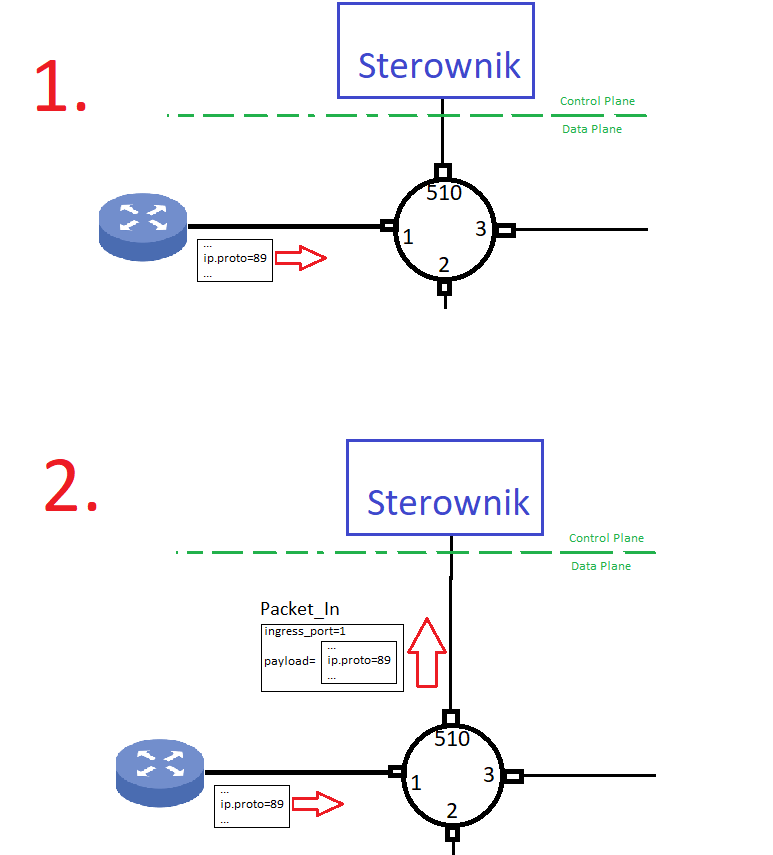 1.
Sterownik
Control Plane
Data Plane
510
1
3
2
...
ip.proto=89
...
2.
Sterownik
Control Plane
Data Plane
Packet_In
ingress_port=1
payload=
...
ip.proto=89
...
510
1
3
2
...
ip.proto=89
...